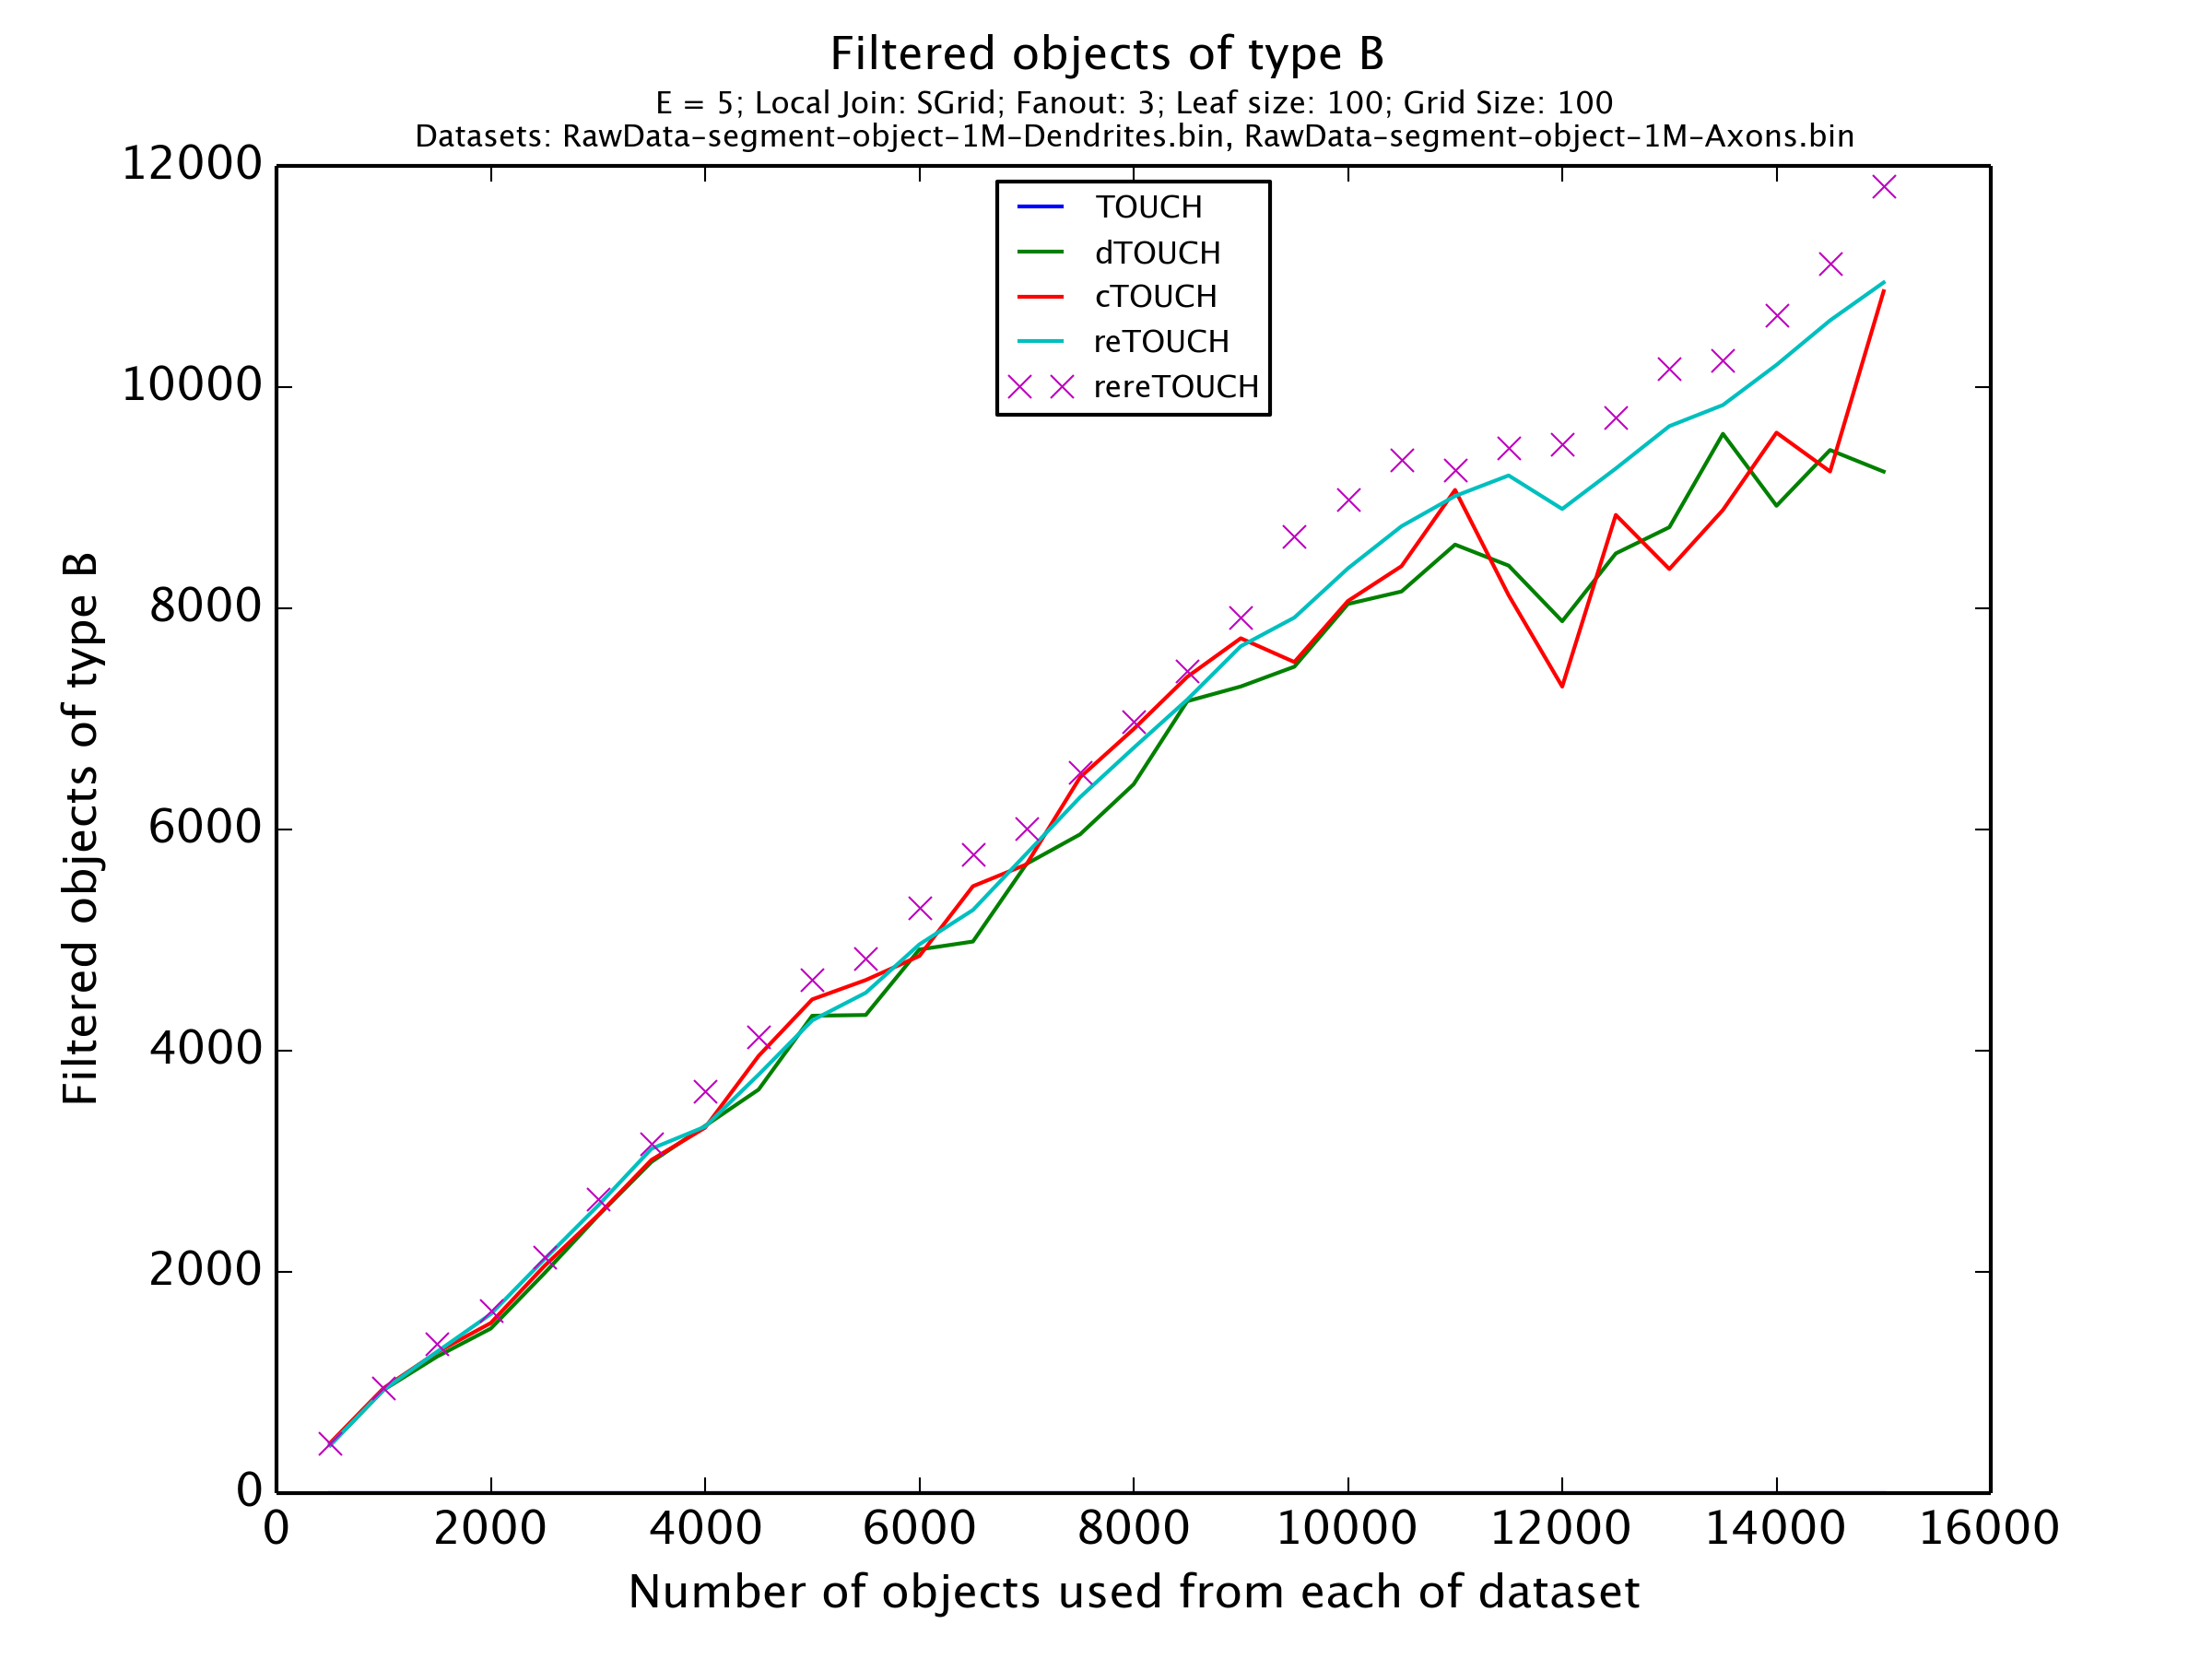 Filtered objects of type B
E = 5; Local Join: SGrid; Fanout: 3; Leaf size: 100; Grid Size: 100
Datasets: RawData-segment-object-1M-Dendrites.bin, RawData-segment-object-1M-Axons.bin
12000
10000
8000
6000
4000
2000
0
Filtered objects of type B
TOUCH
dTOUCH
cTOUCH
reTOUCH
rereTOUCH
0 2000 4000 6000 8000 10000 12000 14000 16000
Number of objects used from each of dataset